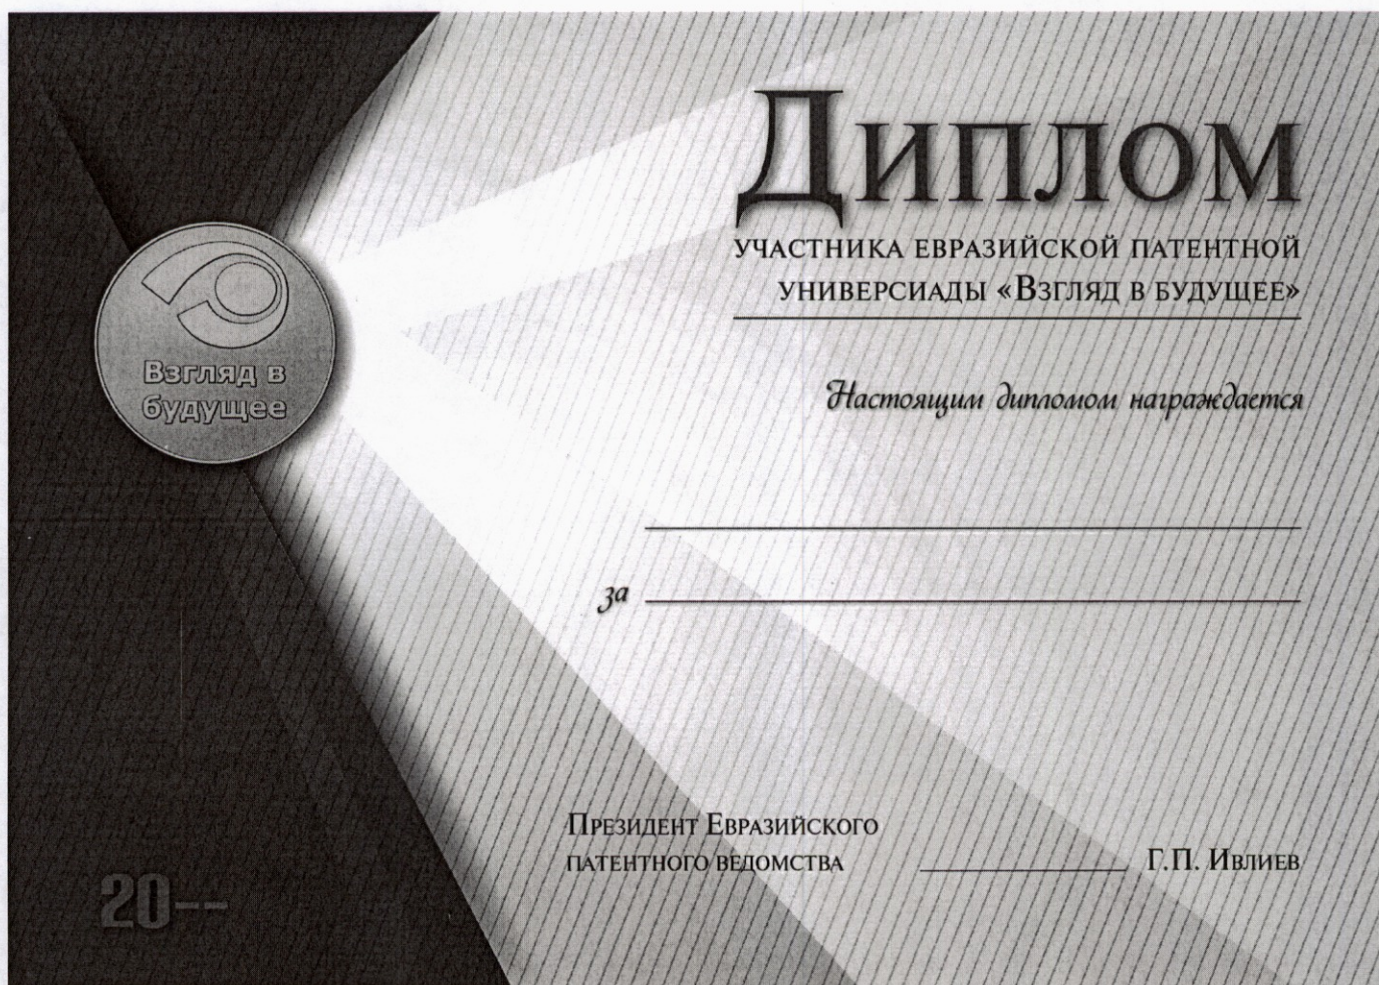 Диплом
участника евразийской патентной
универсиады «Взгляд в будущее»
Взгляд в
будущее
Настоящим дипломом награждается
за
Президент Евразийского
патентного ведомства
Г.П. Ивлиев
20--